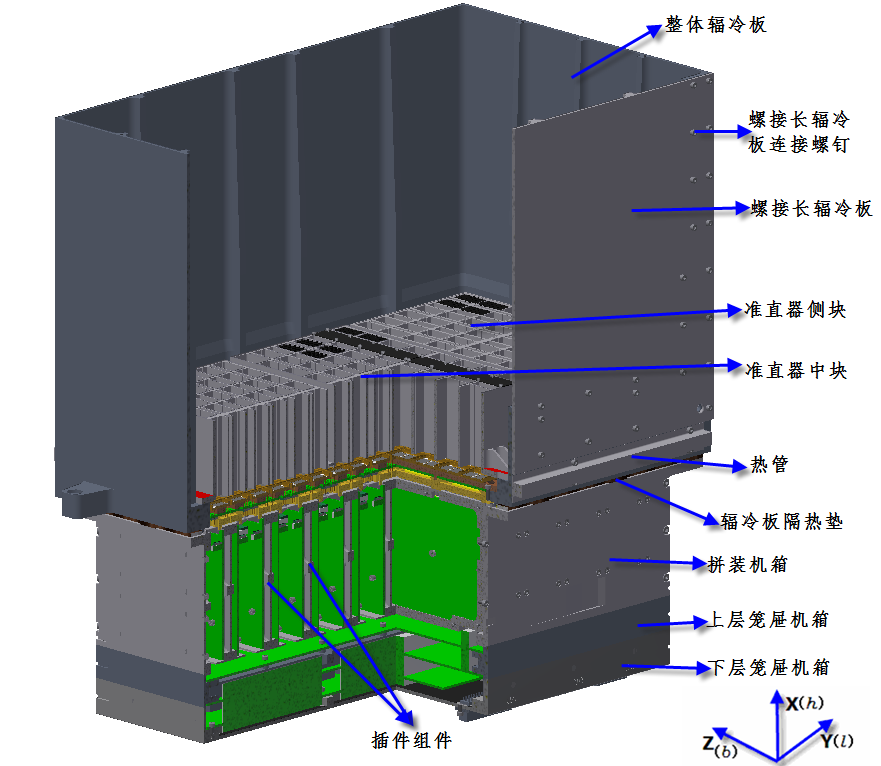 整体辐冷板
螺接长辐冷
板连接螺钉
螺接长辐冷板
准直器侧块
准直器中块
热管
辐冷板隔热垫
拼装机箱
上层笼屉机箱
下层笼屉机箱
插件组件
X(h)
Z(b)
Y(l)